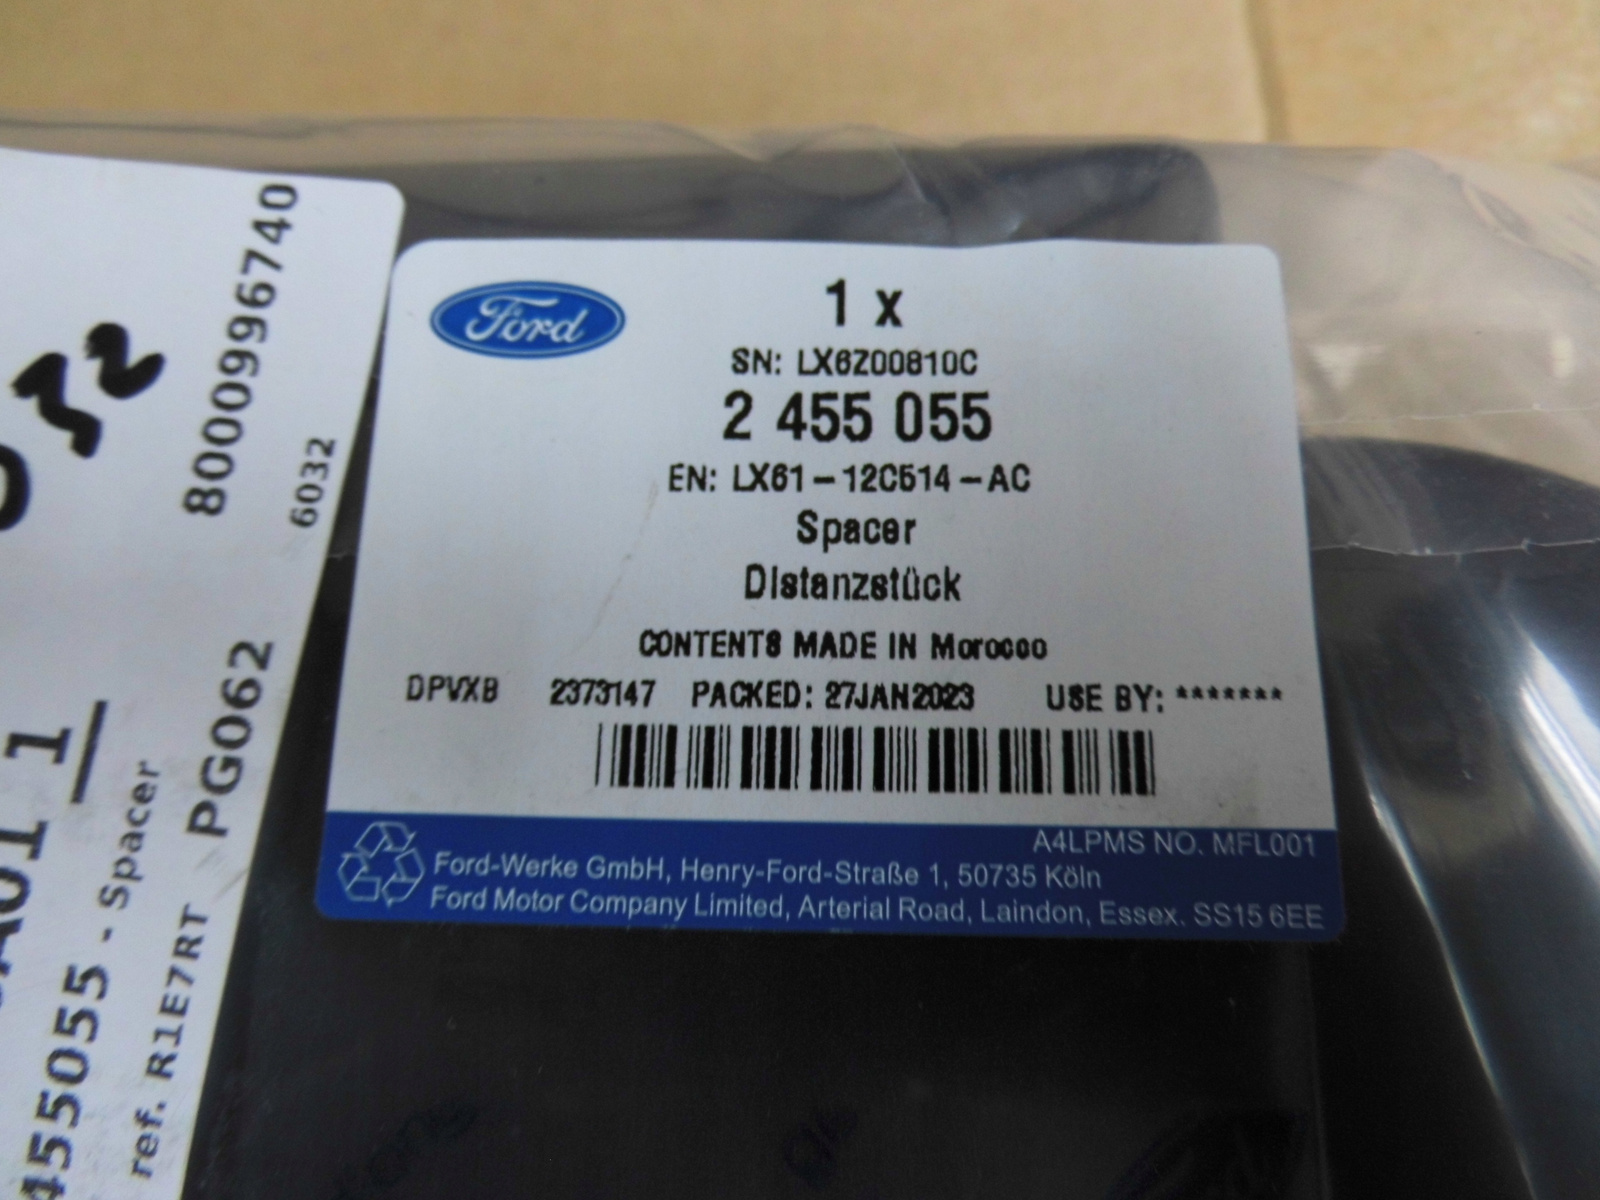 Ford
1 x
SN: LX6Z00810C
2 455 055
EN: LX61-12C514-AC
Spacer
Distanzstück
CONTENTS MADE IN Morocco
DPVXB 2373147 PACKED: 27JAN2023 USE BY: *******
A4LPMS NO. MFL001
Ford-Werke GmbH, Henry-Ford-Straße 1, 50735 Köln
Ford Motor Company Limited, Arterial Road, Laindon, Essex. SS15 6EE
1
455055 - Spacer
ref. R1E7RT PG062
8000996740
6032